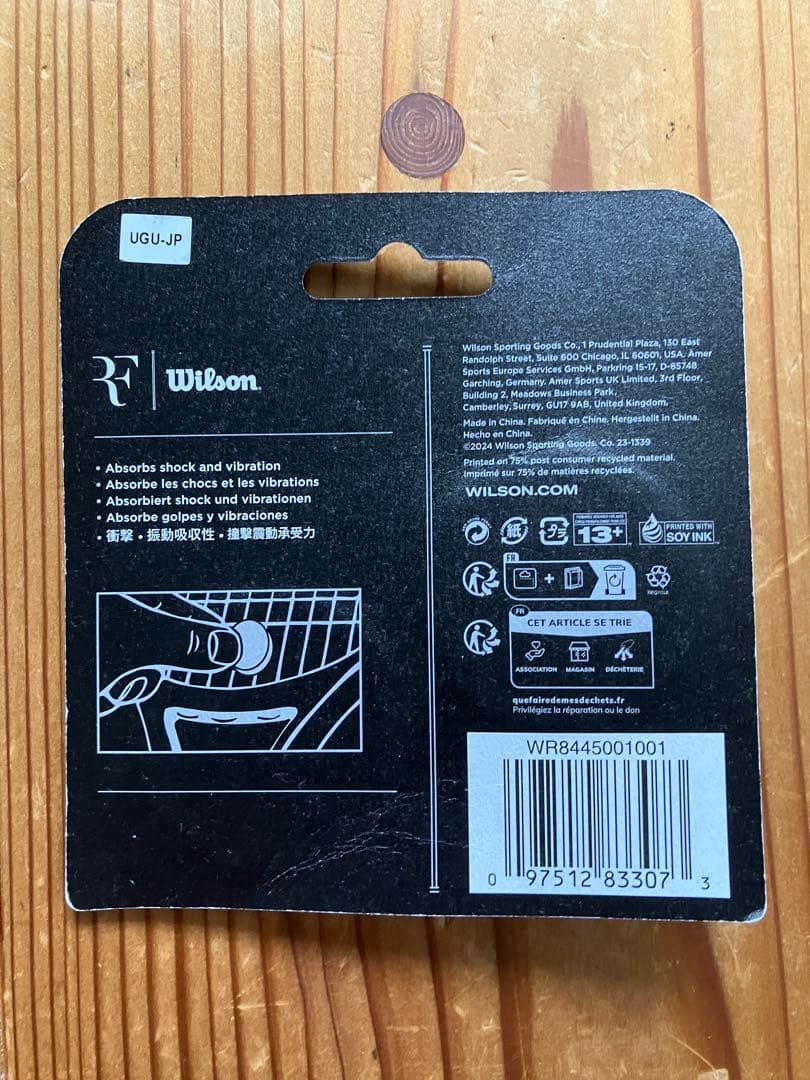 UGU-JP
RF
Wilson
• Absorbs shock and vibration
• Absorbe les chocs et les vibrations
• Absorbiert shock und vibrationen
• Absorbe golpes y vibraciones
• 衝撃・振動吸収性・撞擊震動承受力
Wilson Sporting Goods Co., 1 Prudential Plaza, 130 East
Randolph Street, Suite 600 Chicago, IL 60601, USA. Amer
Sports Europe Services GmbH, Parkring 15-17, D-85748
Garching, Germany. Amer Sports UK Limited, 3rd Floor,
Building 2, Meadows Business Park,
Camberley, Surrey, GU17 9AB, United Kingdom.
Made in China. Fabriqué en Chine. Hergestellt in China.
Hecho en China.
©2024 Wilson Sporting Goods. Co. 23-1339
Printed on 75% post consumer recycled material.
Imprimé sur 75% de matières recyclées.
WILSON.COM
紙
プラ
13+
PRINTED WITH
SOY INK
FR
+
RECYCLE
FR
CET ARTICLE SE TRIE
ASSOCIATION MAGASIN DÉCHÈTERIE
quefairedemesdechets.fr
Privilégiez la réparation ou le don
WR8445001001
0 97512 83307 3